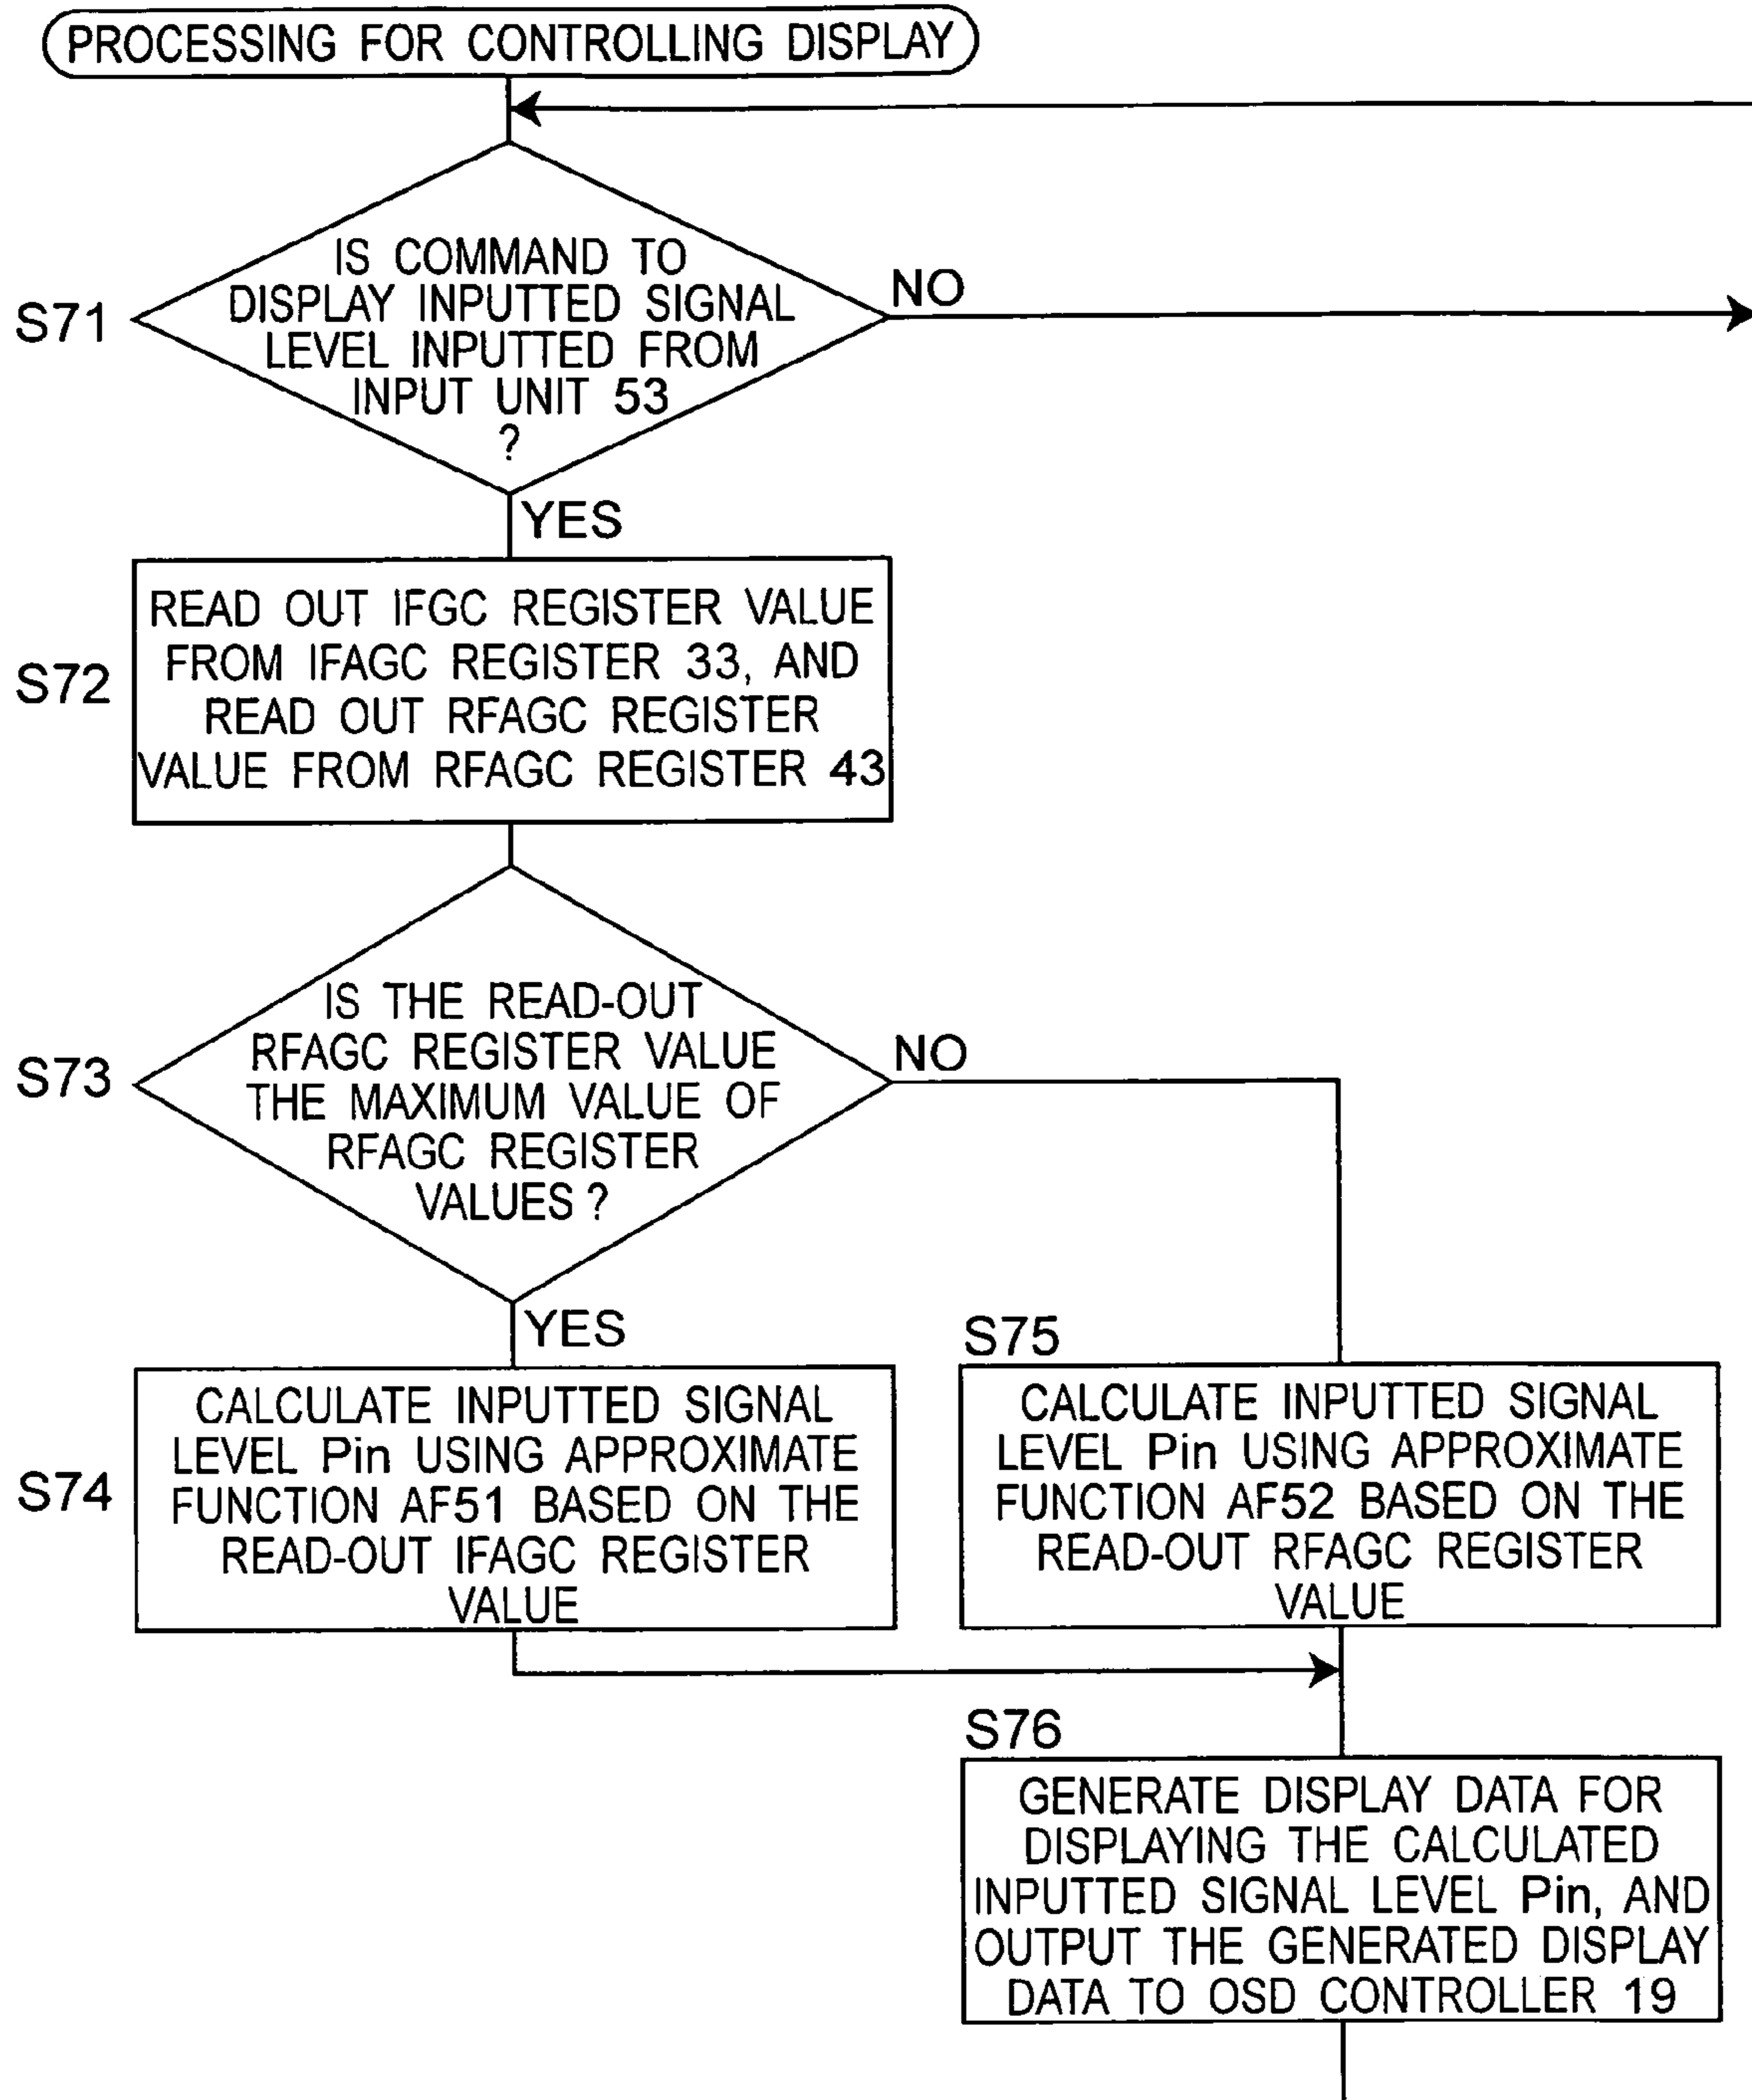 PROCESSING FOR CONTROLLING DISPLAY
S71
IS COMMAND TO
DISPLAY INPUTTED SIGNAL
LEVEL INPUTTED FROM
INPUT UNIT 53
?
NO
YES
S72
READ OUT IFGC REGISTER VALUE
FROM IFAGC REGISTER 33, AND
READ OUT RFAGC REGISTER
VALUE FROM RFAGC REGISTER 43
S73
IS THE READ-OUT
RFAGC REGISTER VALUE
THE MAXIMUM VALUE OF
RFAGC REGISTER
VALUES ?
NO
YES
S74
CALCULATE INPUTTED SIGNAL
LEVEL Pin USING APPROXIMATE
FUNCTION AF51 BASED ON THE
READ-OUT IFAGC REGISTER
VALUE
S75
CALCULATE INPUTTED SIGNAL
LEVEL Pin USING APPROXIMATE
FUNCTION AF52 BASED ON THE
READ-OUT RFAGC REGISTER
VALUE
S76
GENERATE DISPLAY DATA FOR
DISPLAYING THE CALCULATED
INPUTTED SIGNAL LEVEL Pin, AND
OUTPUT THE GENERATED DISPLAY
DATA TO OSD CONTROLLER 19